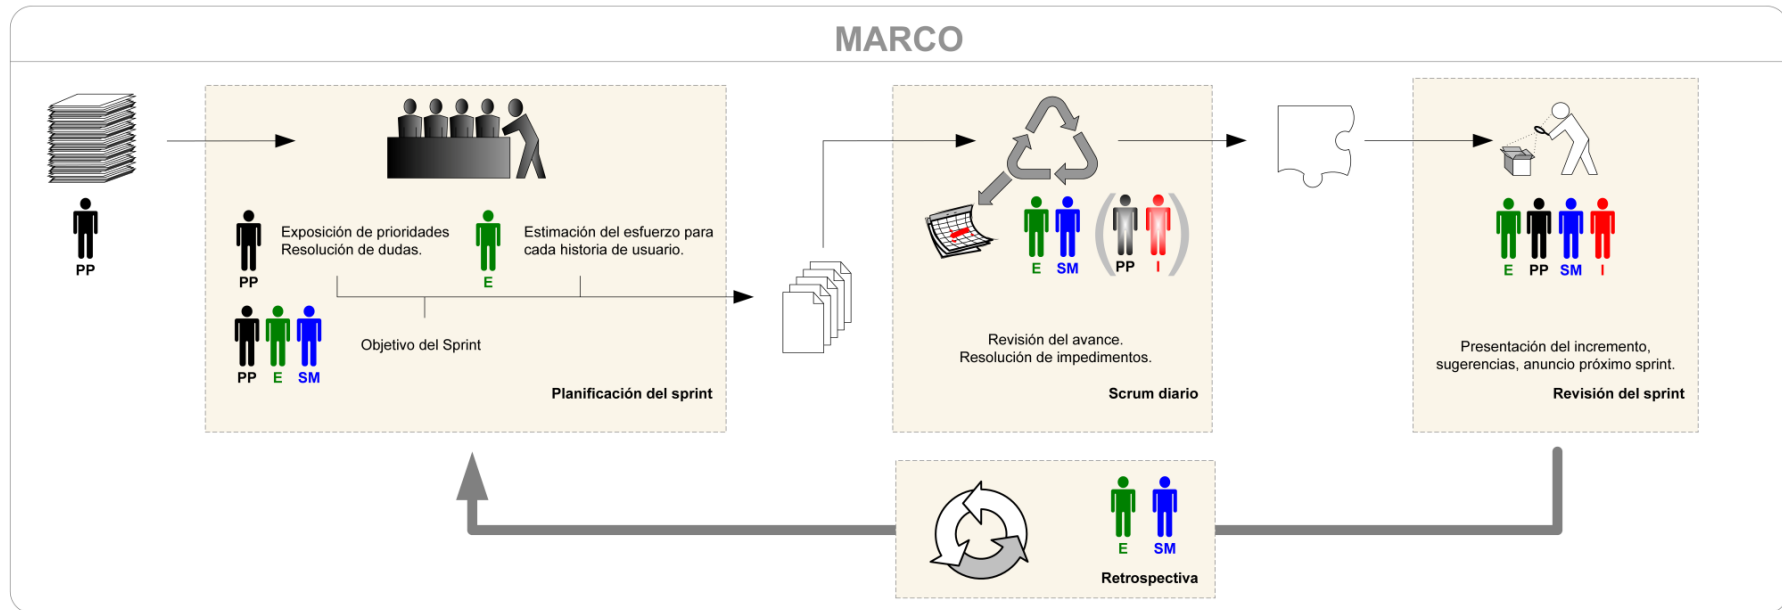 MARCO
PP
PP
Exposición de prioridades
Resolución de dudas.
E
Estimación del esfuerzo para
cada historia de usuario.
PP E SM
Objetivo del Sprint
Planificación del sprint
E SM PP I
Revisión del avance.
Resolución de impedimentos.
Scrum diario
E PP SM I
Presentación del incremento,
sugerencias, anuncio próximo sprint.
Revisión del sprint
E SM
Retrospectiva